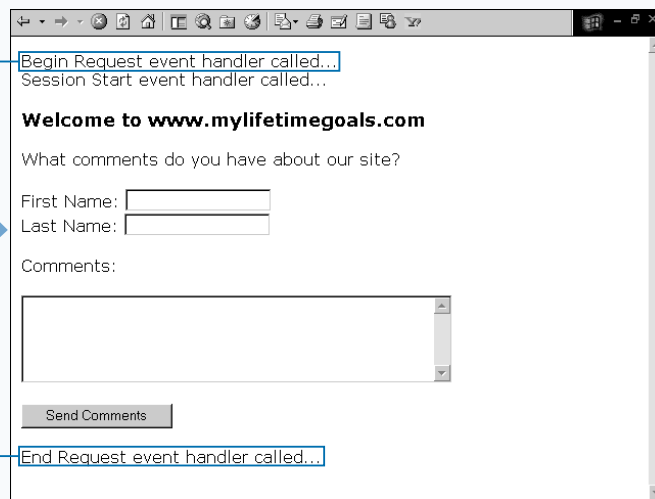 Begin Request event handler called...
Session Start event handler called...
Welcome to www.mylifetimegoals.com
What comments do you have about our site?
First Name:
Last Name:
Comments:
Send Comments
End Request event handler called...